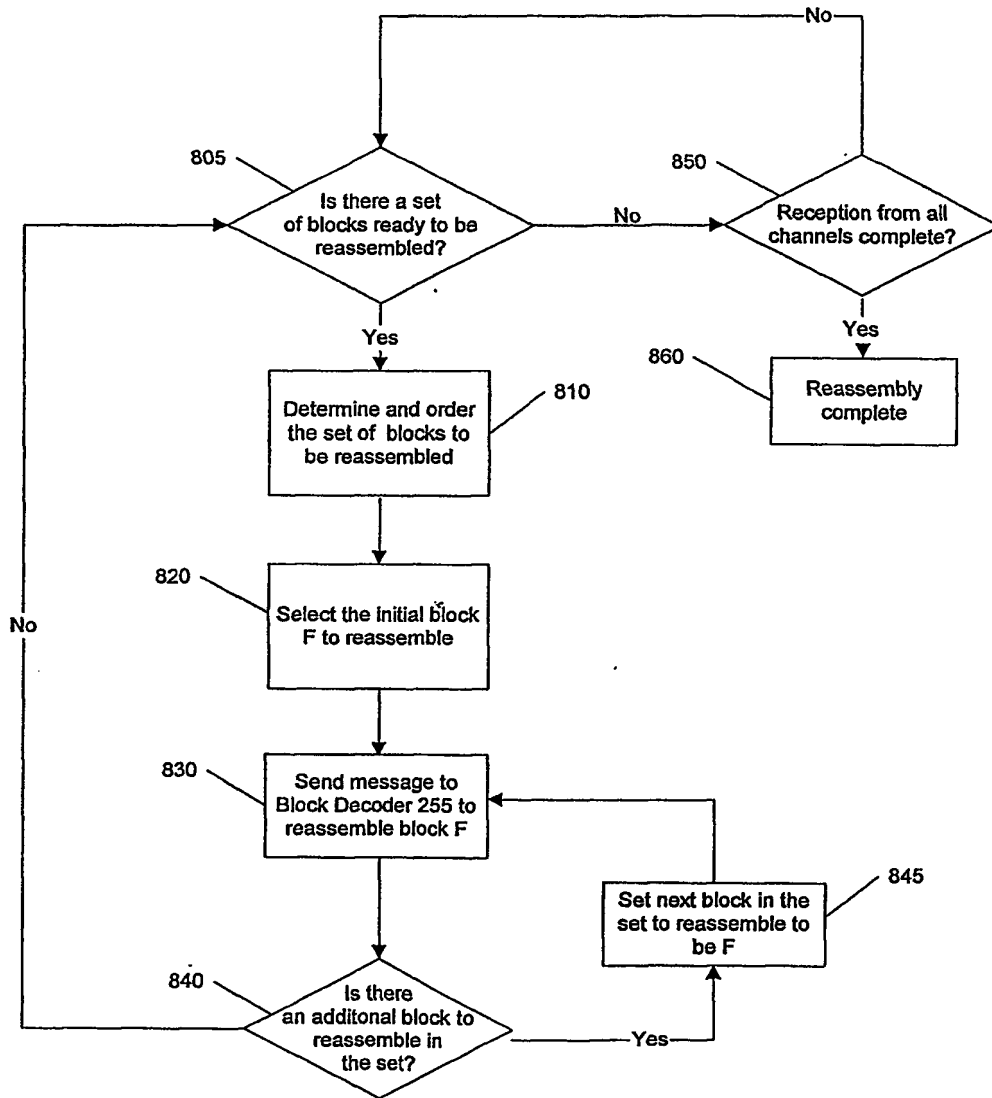 No
805
Is there a set
of blocks ready to be
reassembled?
No
850
Reception from all
channels complete?
Yes
Yes
860
Reassembly
complete
810
Determine and order
the set of blocks to
be reassembled
820
Select the initial block
F to reassemble
No
830
Send message to
Block Decoder 255 to
reassemble block F
845
Set next block in the
set to reassemble to
be F
840
Is there
an additonal block to
reassemble in
the set?
Yes